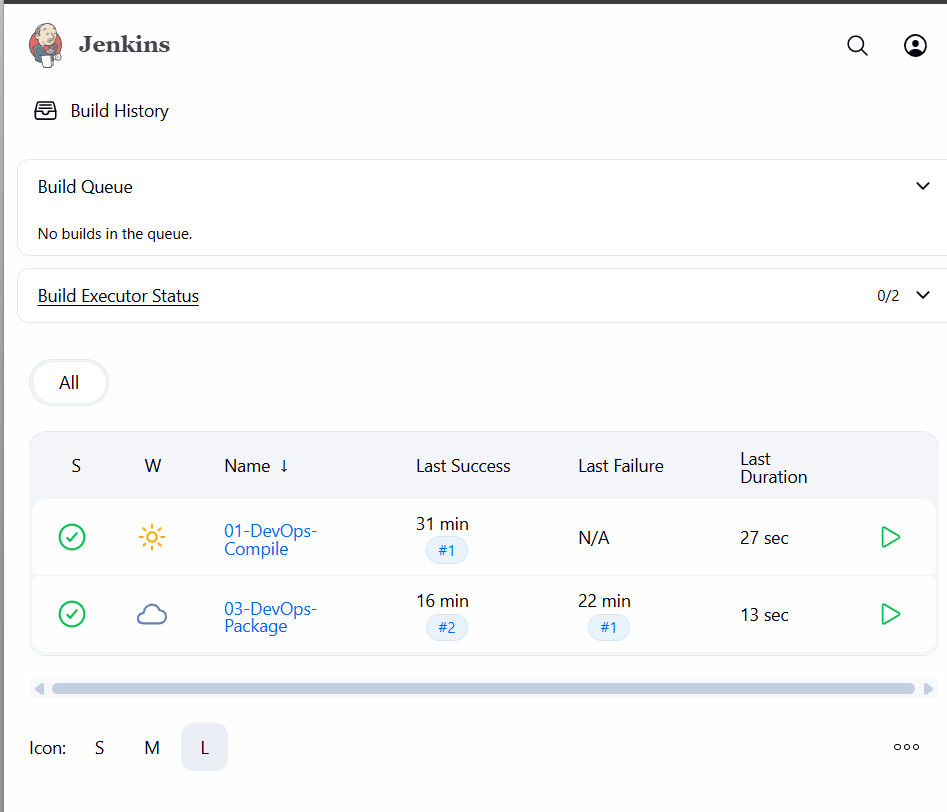 Jenkins
Build History
Build Queue
No builds in the queue.
Build Executor Status 0/2
All
S W Name ↓ Last Success Last Failure Last Duration
01-DevOps-Compile 31 min #1 N/A 27 sec
03-DevOps-Package 16 min #2 22 min #1 13 sec
Icon: S M L